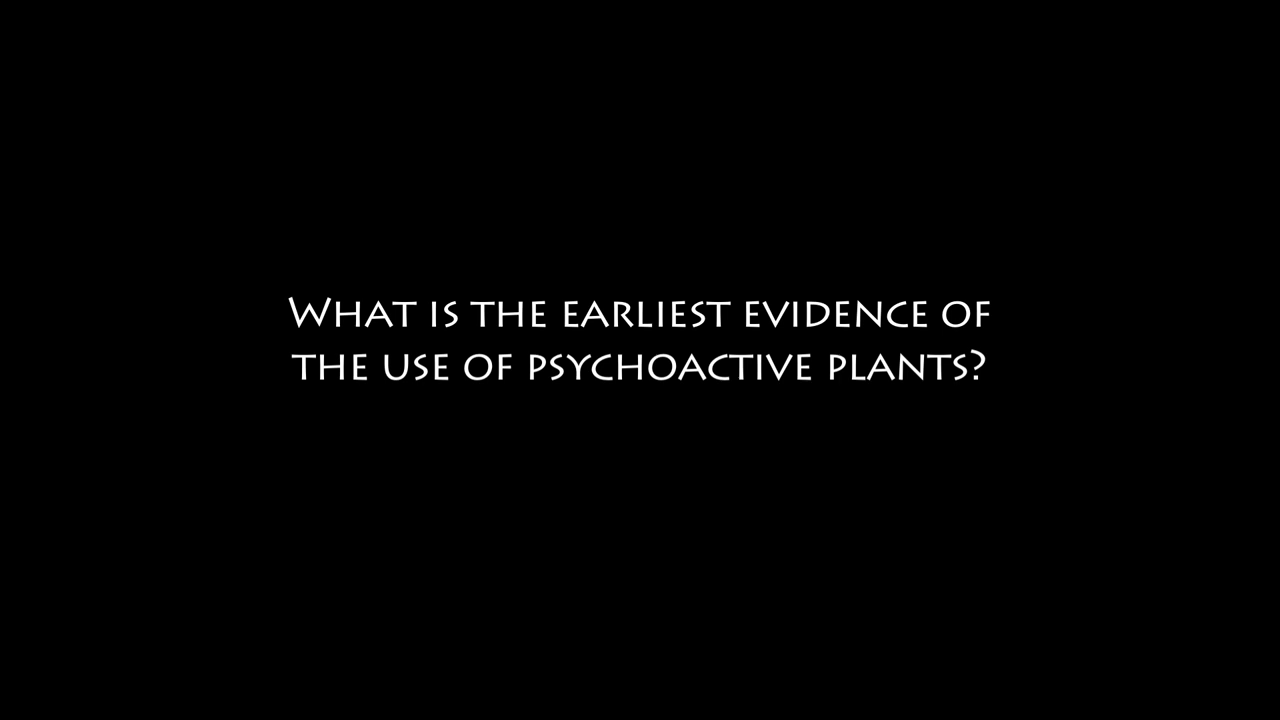 What is the earliest evidence of
the use of psychoactive plants?